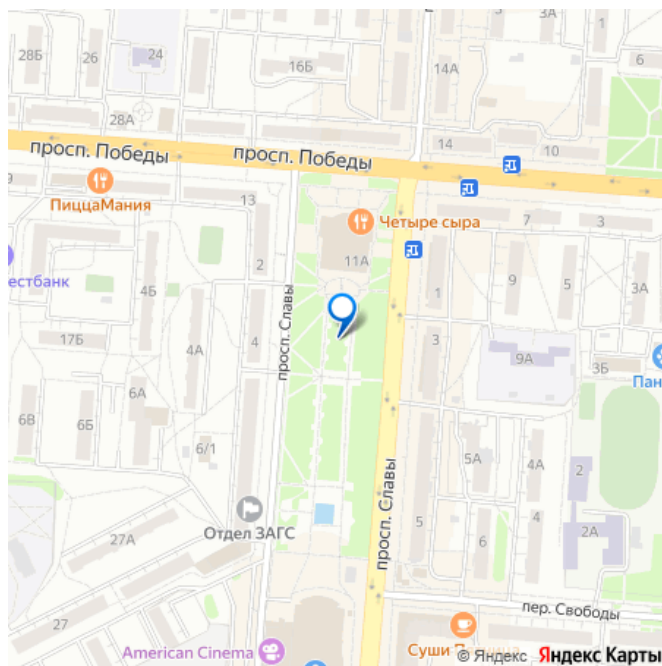 28Б
26
24
16Б
14А
1
3А
6
28А
14
10
просп. Победы
просп. Победы
9
ПиццаМания
13
Четыре сыра
7
3
11А
2
естбанк
4Б
1
9
5
3А
просп. Славы
17Б
4А
4
3
9А
3Б
Пан
6А
6В
6Б
6/1
5А
4А
2
просп. Славы
Отдел ЗАГС
27А
5
6
4
2А
27
пер. Свободы
American Cinema
Суши
© Яндекс Яндекс Карты